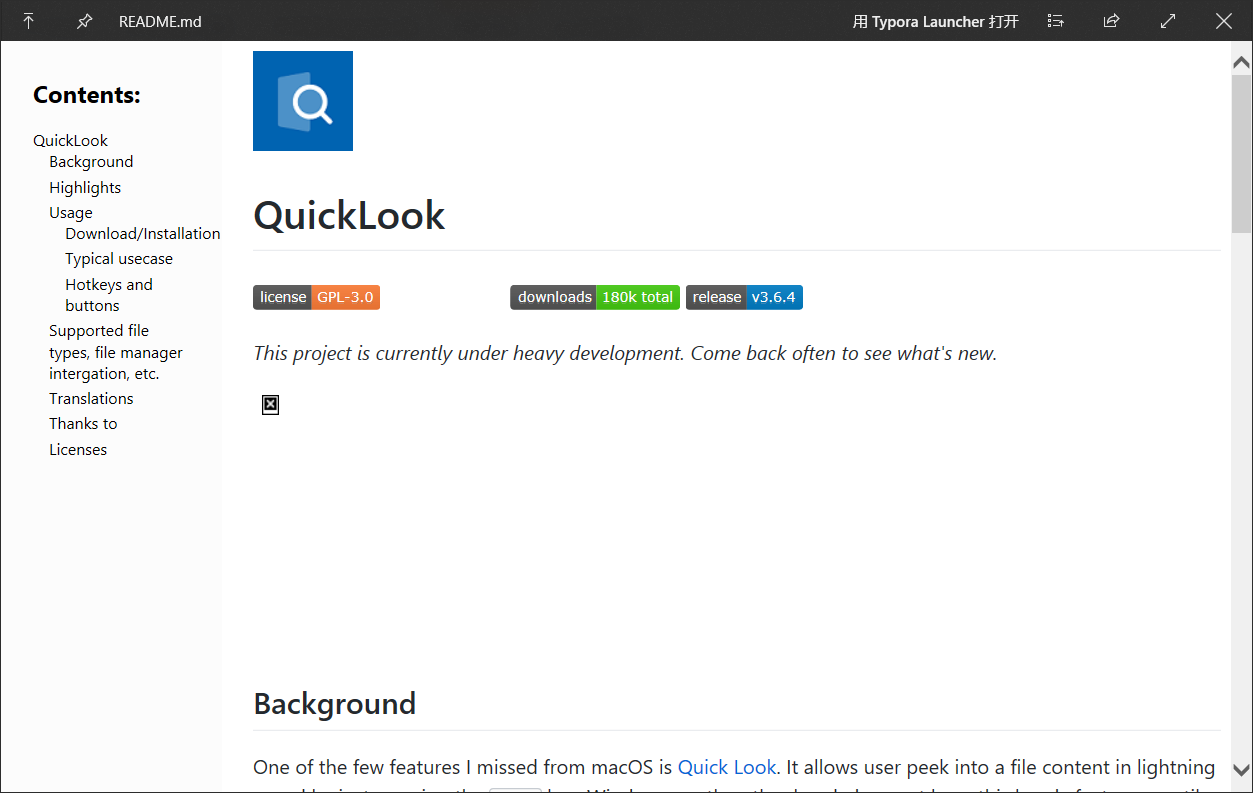 README.md
用 Typora Launcher 打开
Contents:
QuickLook
Background
Highlights
Usage
Download/Installation
Typical usecase
Hotkeys and
buttons
Supported file
types, file manager
intergation, etc.
Translations
Thanks to
Licenses
QuickLook
license GPL-3.0 downloads 180k total release v3.6.4
This project is currently under heavy development. Come back often to see what's new.
Background
One of the few features I missed from macOS is Quick Look. It allows user peek into a file content in lightning